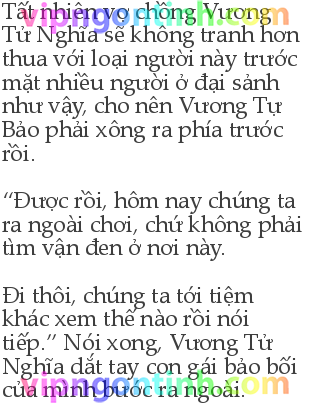 Tất nhiên vợ chồng Vương
Tử Nghĩa sẽ không tranh hơn
thua với loại người này trước
mặt nhiều người ở đại sảnh
như vậy, cho nên Vương Tự
Bảo phải xông ra phía trước
rồi.
“Được rồi, hôm nay chúng ta
ra ngoài chơi, chứ không phải
tìm vận đen ở nơi này.
Đi thôi, chúng ta tới tiệm
khác xem thế nào rồi nói
tiếp.” Nói xong, Vương Tử
Nghĩa dắt tay con gái bảo bối
của mình bước ra ngoài.
vipngontinh.com
vipngontinh.com